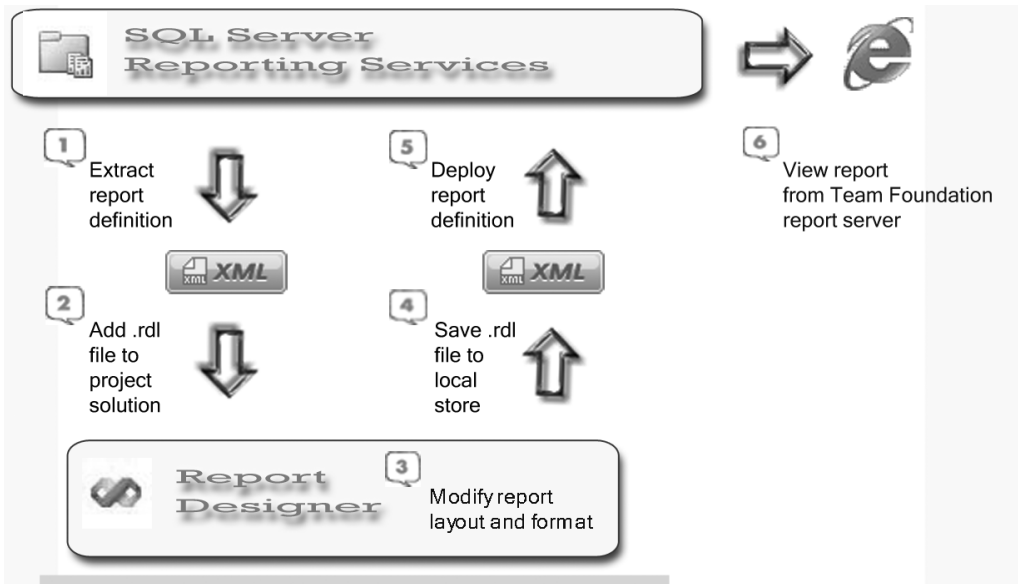 SQL Server
Reporting Services
1
Extract
report
definition
XML
XML
2
Add .rdl
file to
project
solution
Report
Designer
3
Modify report
layout and format
4
Save .rdl
file to
local
store
XML
XML
5
Deploy
report
definition
6
View report
from Team Foundation
report server